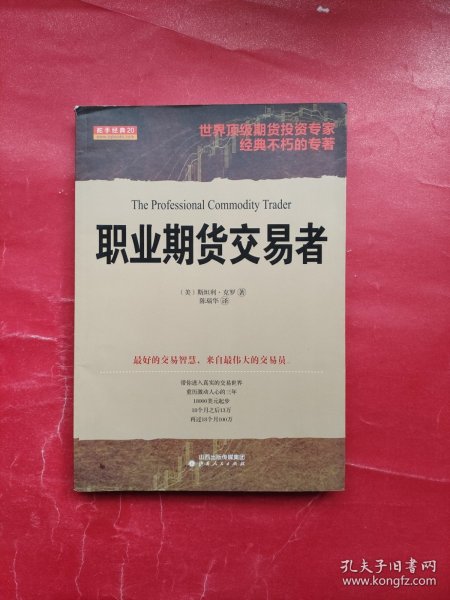 舵手经典20
世界顶级期货投资专家
经典不朽的专著
The Professional Commodity Trader
职业期货交易者
〔美〕斯坦利·克罗 著
陈瑞华 译
最好的交易智慧，来自最伟大的交易员。
带你进入真实的交易世界
重历激动人心的三年
18000美元起步
10个月之后13万
再过18个月100万
山西出版传媒集团
山西人民出版社
孔夫子旧书网
www.kongfz.com